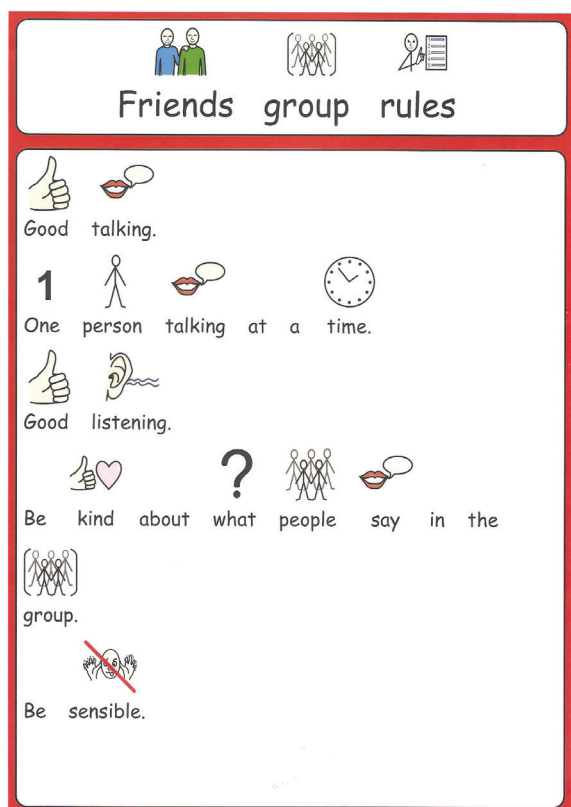 Friends group rules
Good talking.
1
One person talking at a time.
Good listening.
?
Be kind about what people say in the
group.
Be sensible.